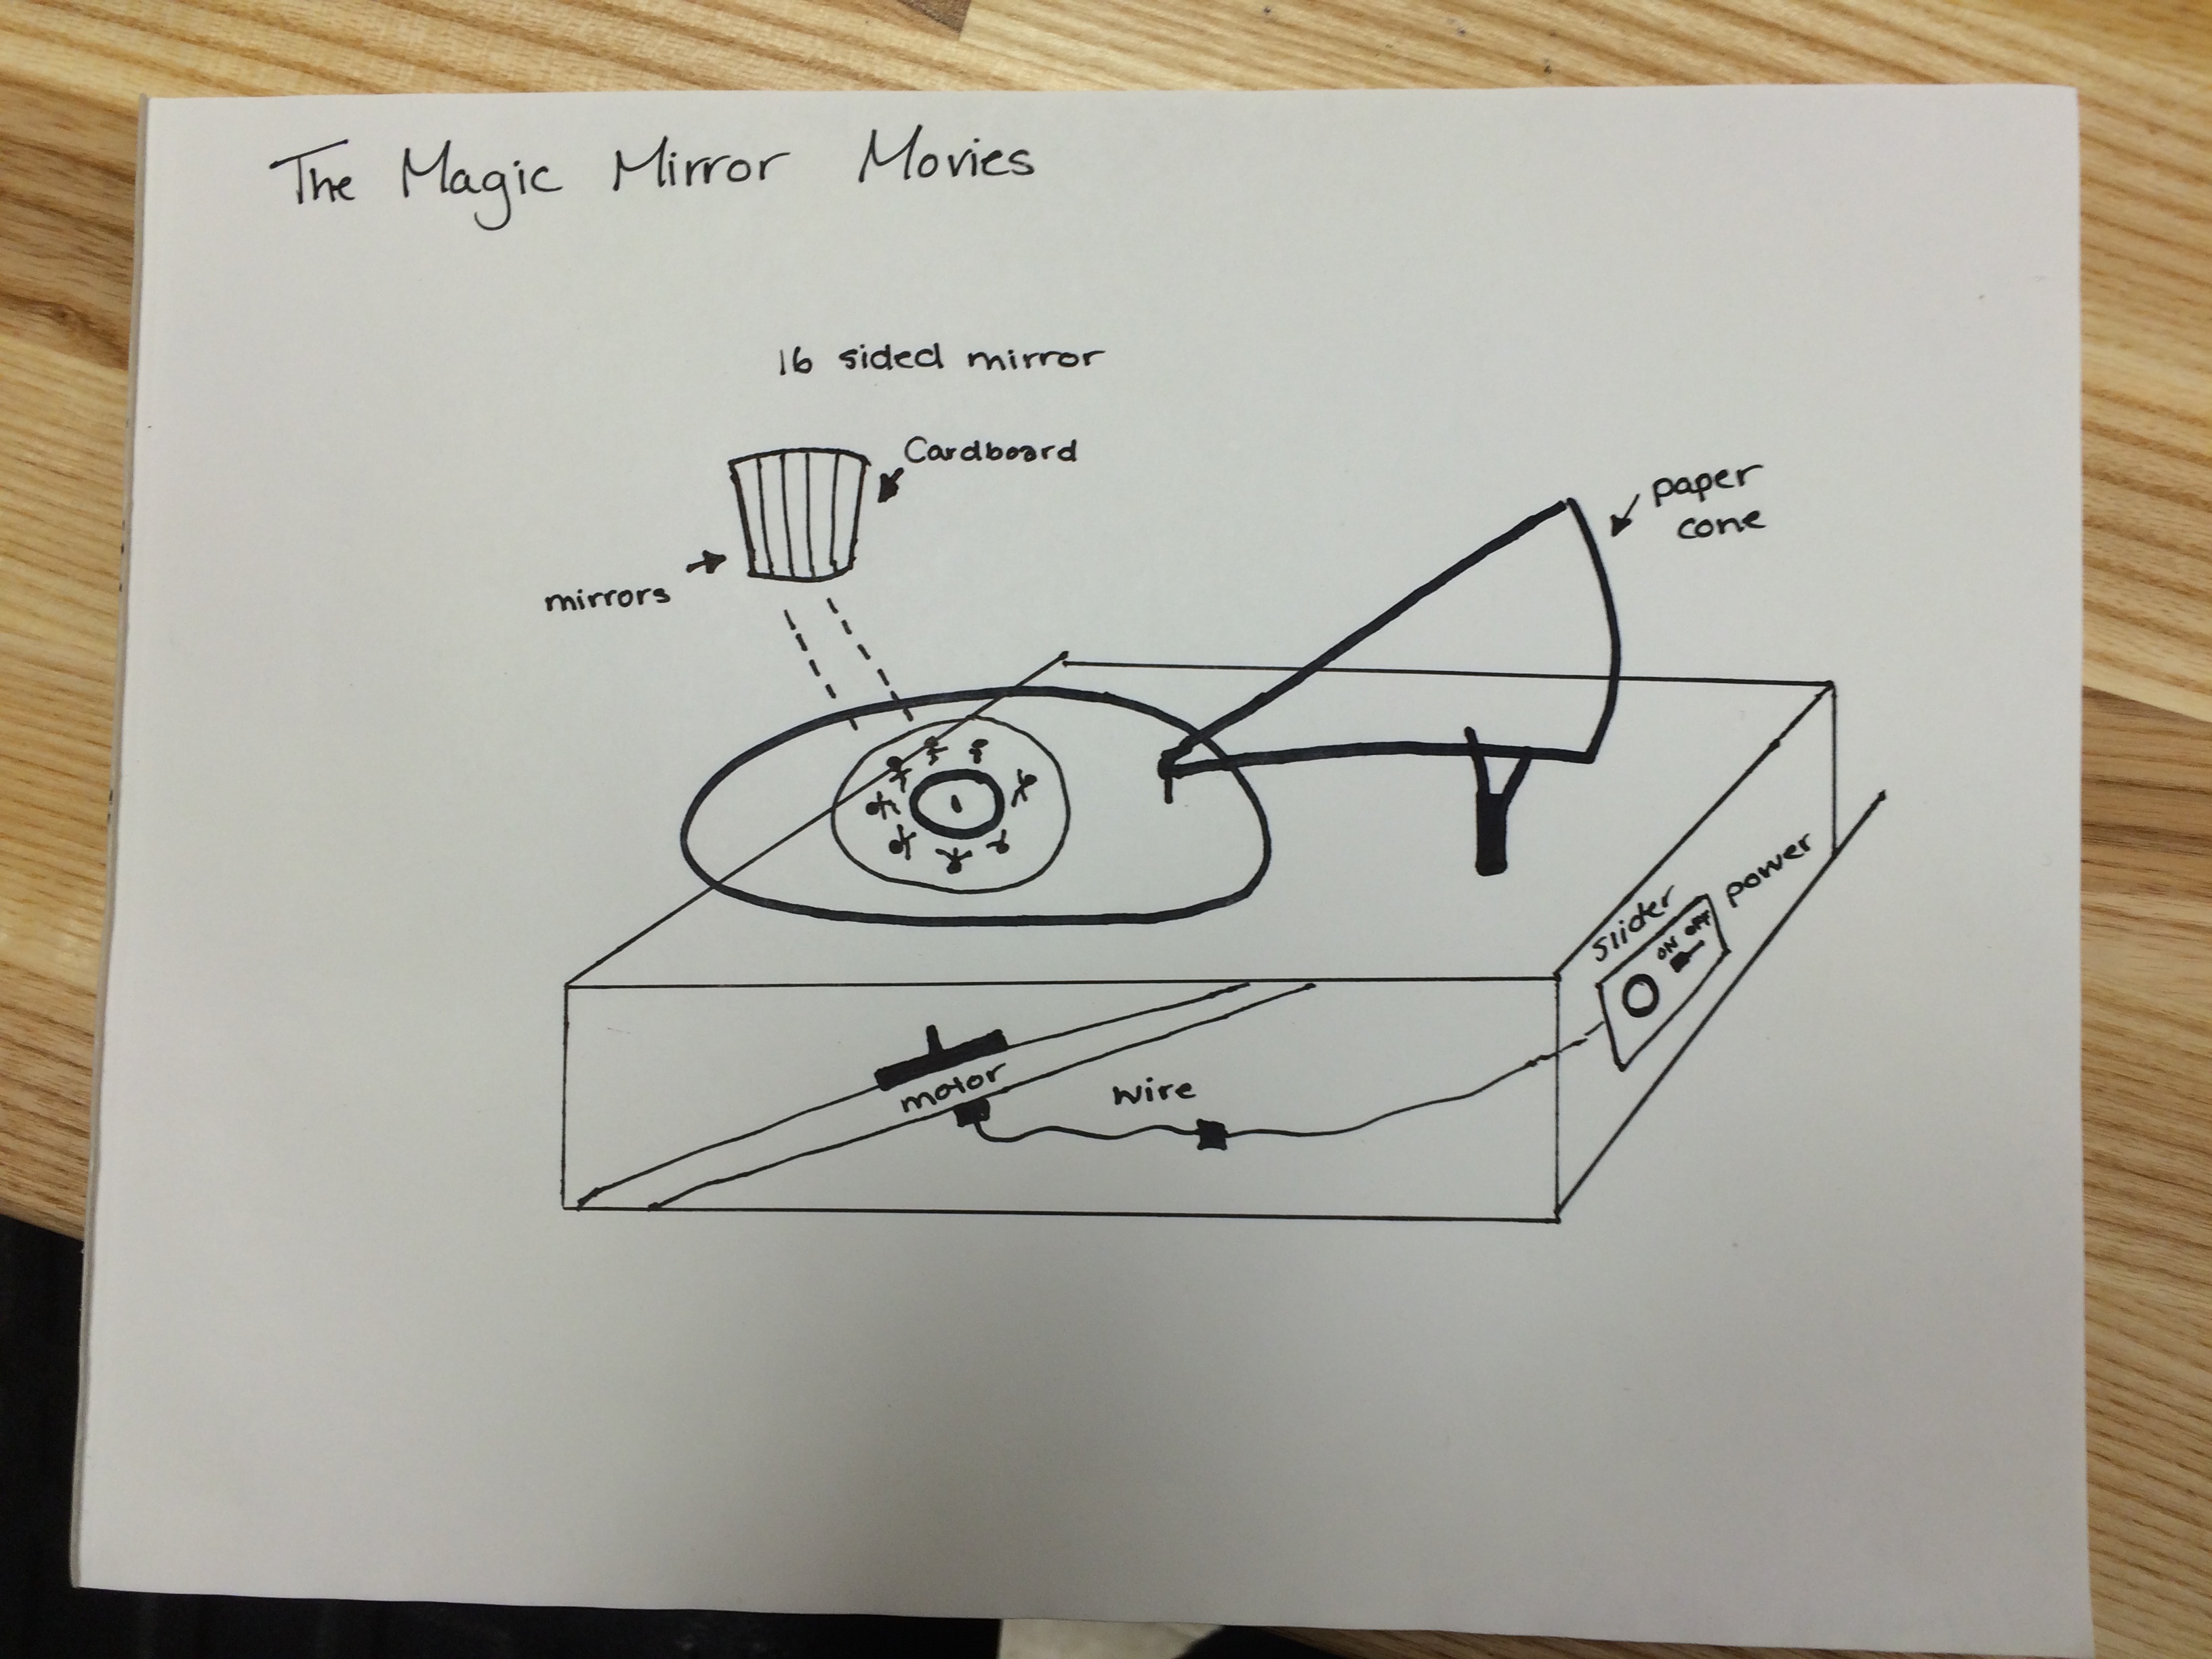 The Magic Mirror Movies
16 sided mirror
Cardboard
paper
cone
mirrors
slider
power
ON OFF
motor
wire